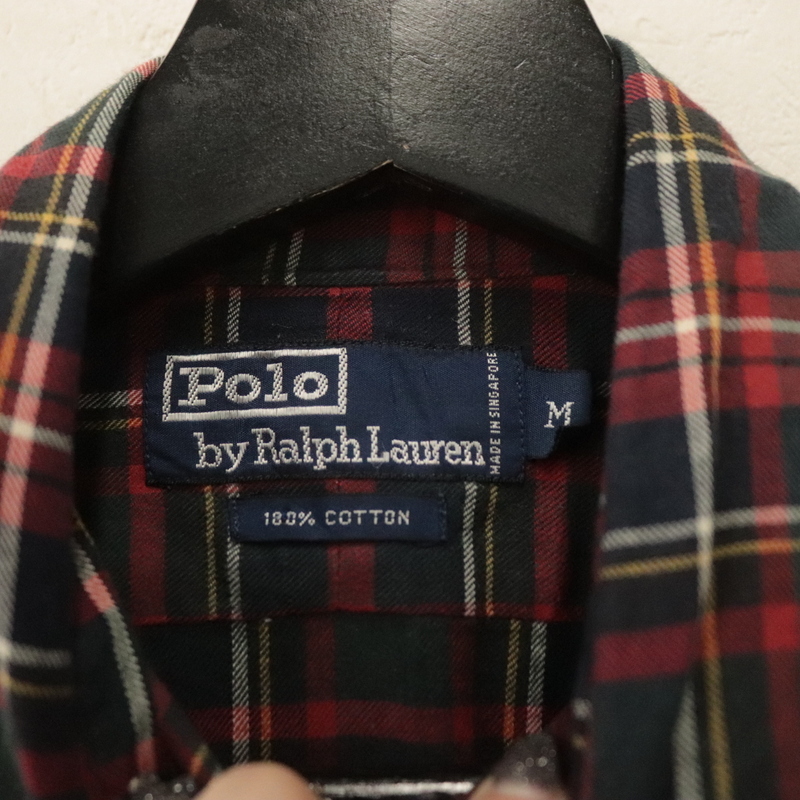 Polo
by Ralph Lauren
MADE IN SINGAPORE
M
100% COTTON